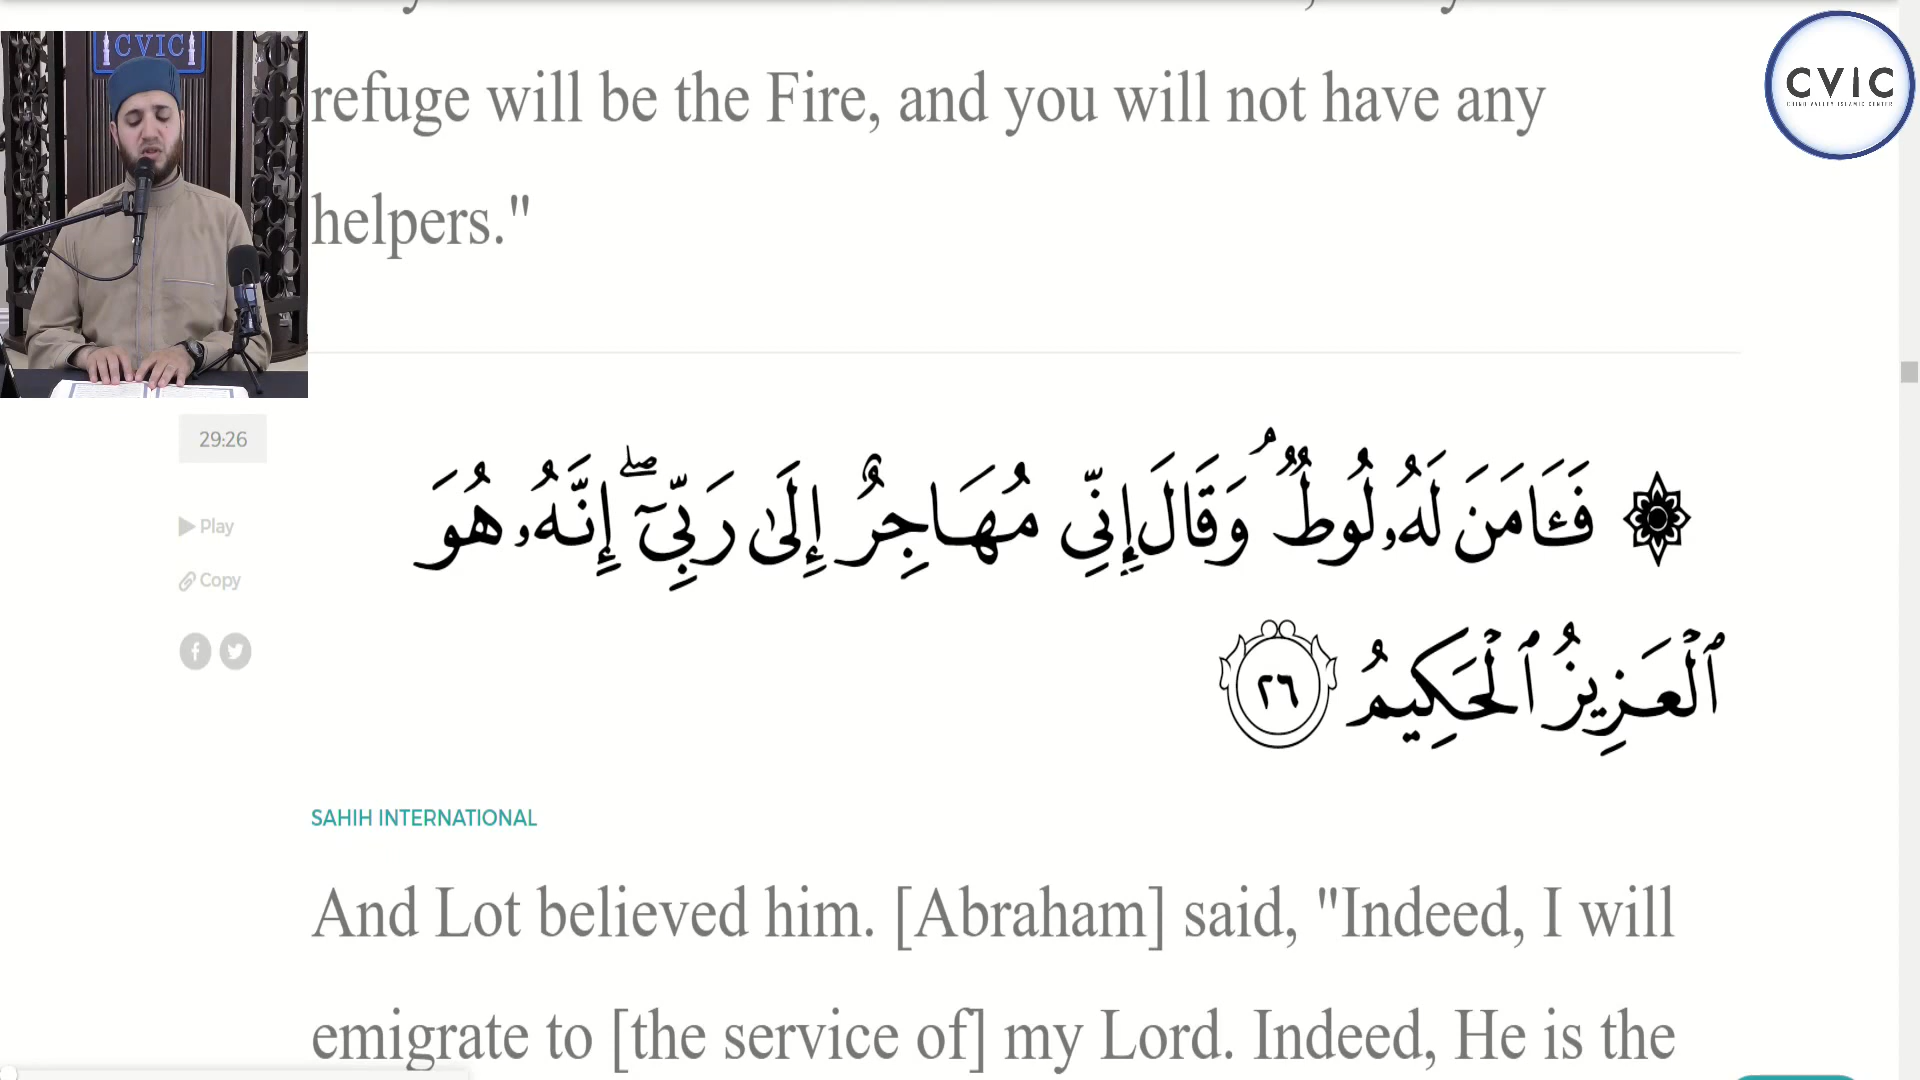 CVIC
refuge will be the Fire, and you will not have any
CVIC
helpers."
29:26
۞ فَـَٔامَنَ لَهُۥ لُوطٌۘ وَقَالَ إِنِّى مُهَاجِرٌ إِلَىٰ رَبِّىٓۖ إِنَّهُۥ هُوَ
Play
Copy
ٱلْعَزِيزُ ٱلْحَكِيمُ ٢٦
SAHIH INTERNATIONAL
And Lot believed him. [Abraham] said, "Indeed, I will
emigrate to [the service of] my Lord. Indeed, He is the